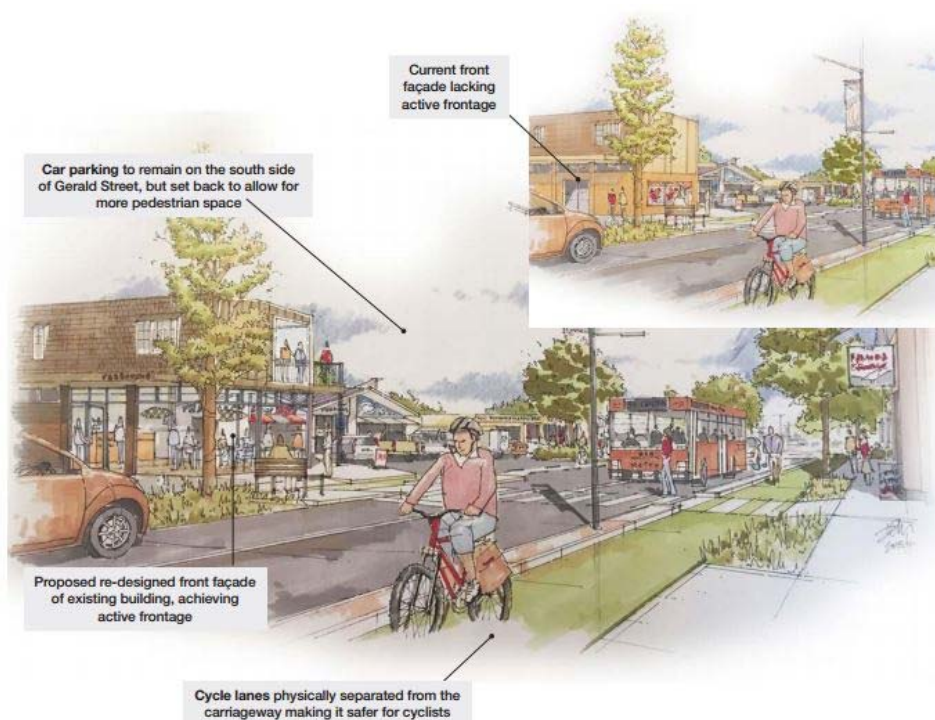 Current front
façade lacking
active frontage
Car parking to remain on the south side
of Gerald Street, but set back to allow for
more pedestrian space
Proposed re-designed front façade
of existing building, achieving
active frontage
Cycle lanes physically separated from the
carriageway making it safer for cyclists